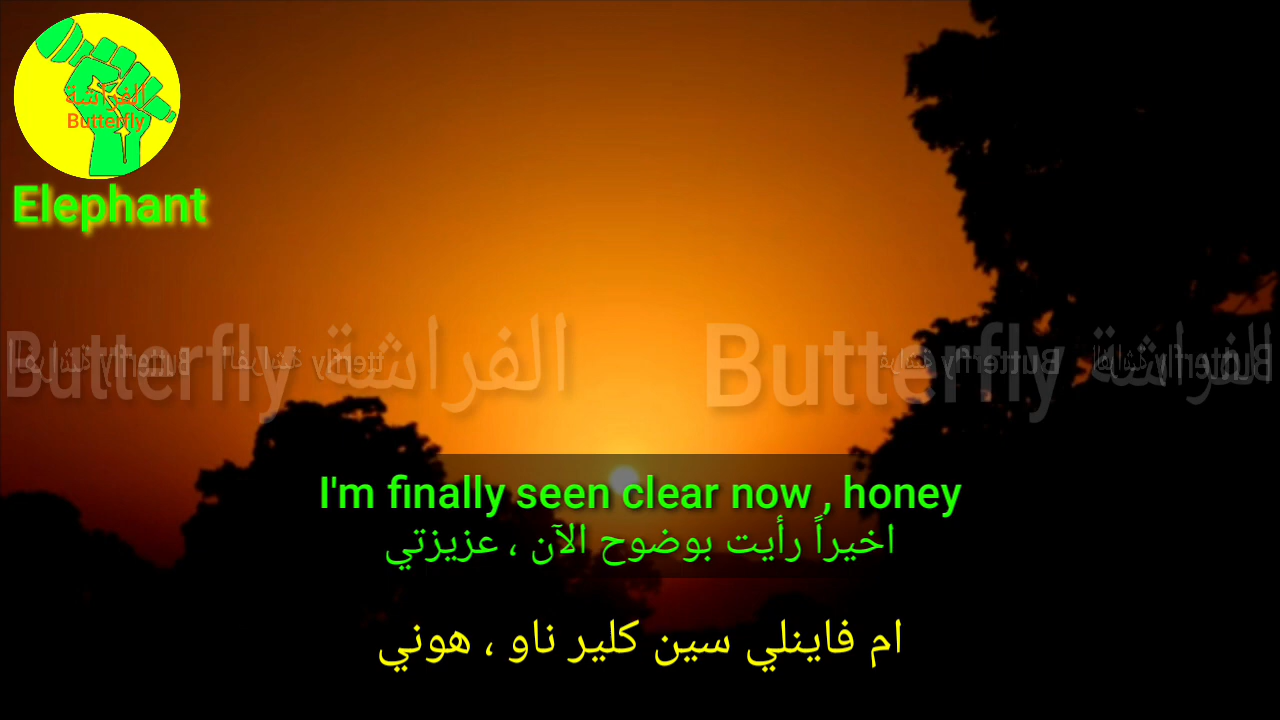 الفراشة
Butterfly
Elephant
Butterfly الفراشة Butterfly الفراشة
I'm finally seen clear now , honey
اخيراً رأيت بوضوح الآن ، عزيزتي
ام فاينلي سين كلير ناو ، هوني